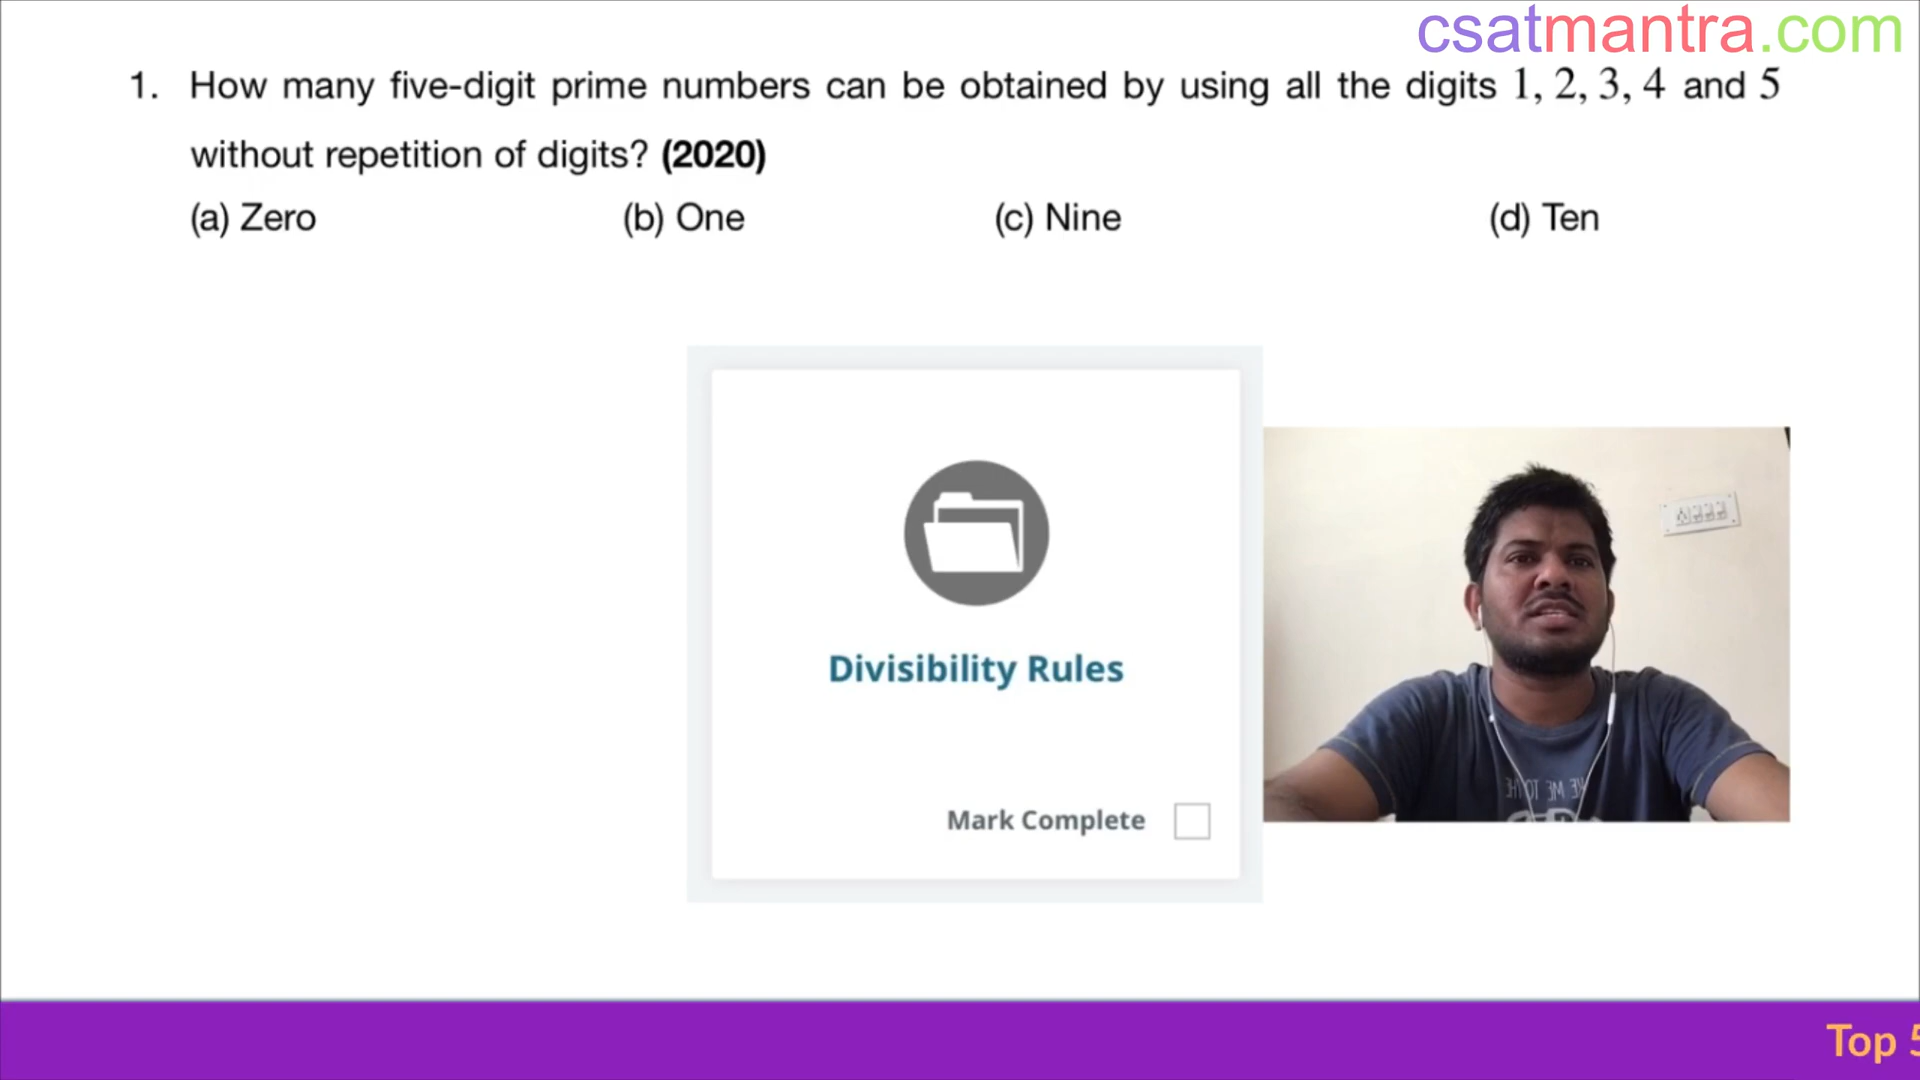 csatmantra.com
1. How many five-digit prime numbers can be obtained by using all the digits 1, 2, 3, 4 and 5
without repetition of digits? (2020)
(a) Zero (b) One (c) Nine (d) Ten
Divisibility Rules
Mark Complete
Top 5